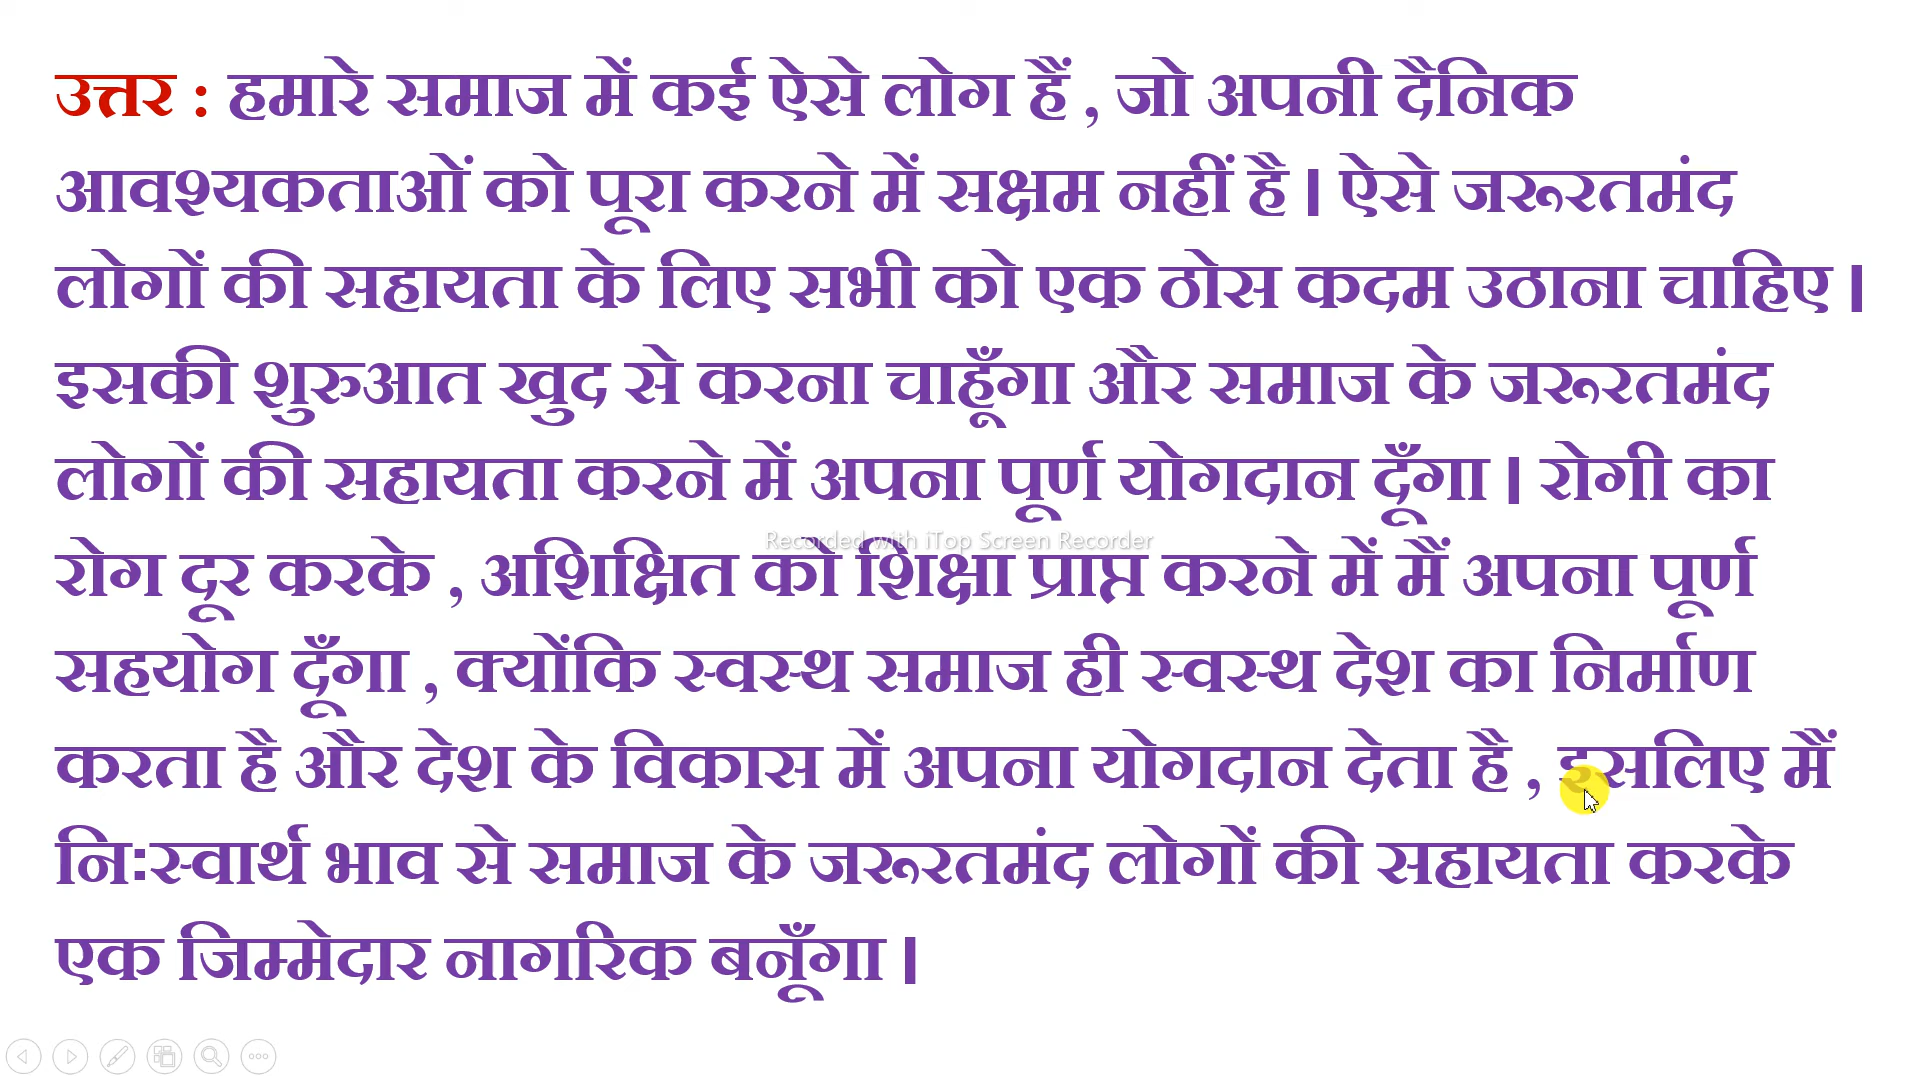 उत्तर : हमारे समाज में कई ऐसे लोग हैं , जो अपनी दैनिक
आवश्यकताओं को पूरा करने में सक्षम नहीं है । ऐसे जरूरतमंद
लोगों की सहायता के लिए सभी को एक ठोस कदम उठाना चाहिए ।
इसकी शुरुआत खुद से करना चाहूँगा और समाज के जरूरतमंद
लोगों की सहायता करने में अपना पूर्ण योगदान दूँगा । रोगी का
Recorded with iTop Screen Recorder
रोग दूर करके , अशिक्षित को शिक्षा प्राप्त करने में मैं अपना पूर्ण
सहयोग दूँगा , क्योंकि स्वस्थ समाज ही स्वस्थ देश का निर्माण
करता है और देश के विकास में अपना योगदान देता है , इसलिए मैं
नि:स्वार्थ भाव से समाज के जरूरतमंद लोगों की सहायता करके
एक जिम्मेदार नागरिक बनूँगा ।